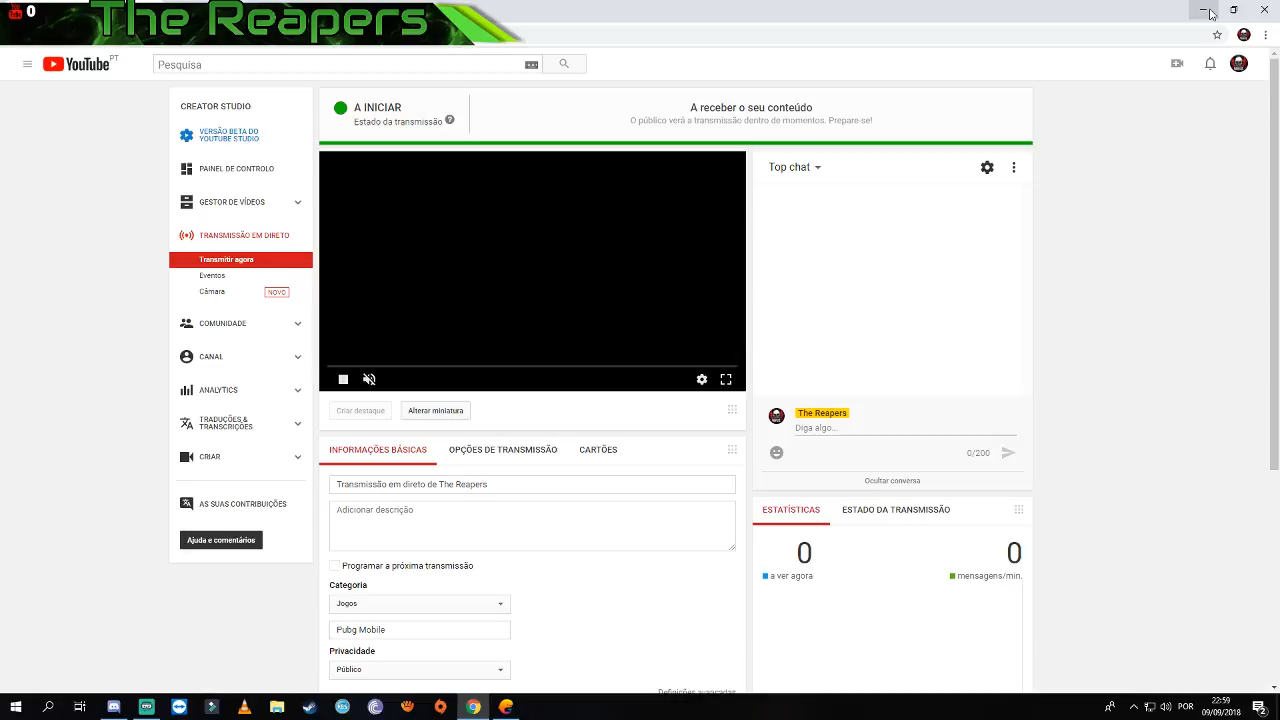 0
The Reapers
YouTube PT
Pesquisa
CREATOR STUDIO
VERSÃO BETA DO
YOUTUBE STUDIO
PAINEL DE CONTROLO
GESTOR DE VÍDEOS
TRANSMISSÃO EM DIRETO
Transmitir agora
Eventos
Câmara
NOVO
COMUNIDADE
CANAL
ANALYTICS
TRADUÇÕES &
TRANSCRIÇÕES
CRIAR
AS SUAS CONTRIBUIÇÕES
Ajuda e comentários
A INICIAR
Estado da transmissão
A receber o seu conteúdo
O público verá a transmissão dentro de momentos. Prepare-se!
Criar destaque
Alterar miniatura
INFORMAÇÕES BÁSICAS
OPÇÕES DE TRANSMISSÃO
CARTÕES
Transmissão em direto de The Reapers
Adicionar descrição
Programar a próxima transmissão
Categoria
Jogos
Pubg Mobile
Privacidade
Público
Definições avançadas
Top chat
The Reapers
Diga algo...
0/200
Ocultar conversa
ESTATÍSTICAS
ESTADO DA TRANSMISSÃO
0
a ver agora
0
mensagens/min.
POR
22:59
09/09/2018